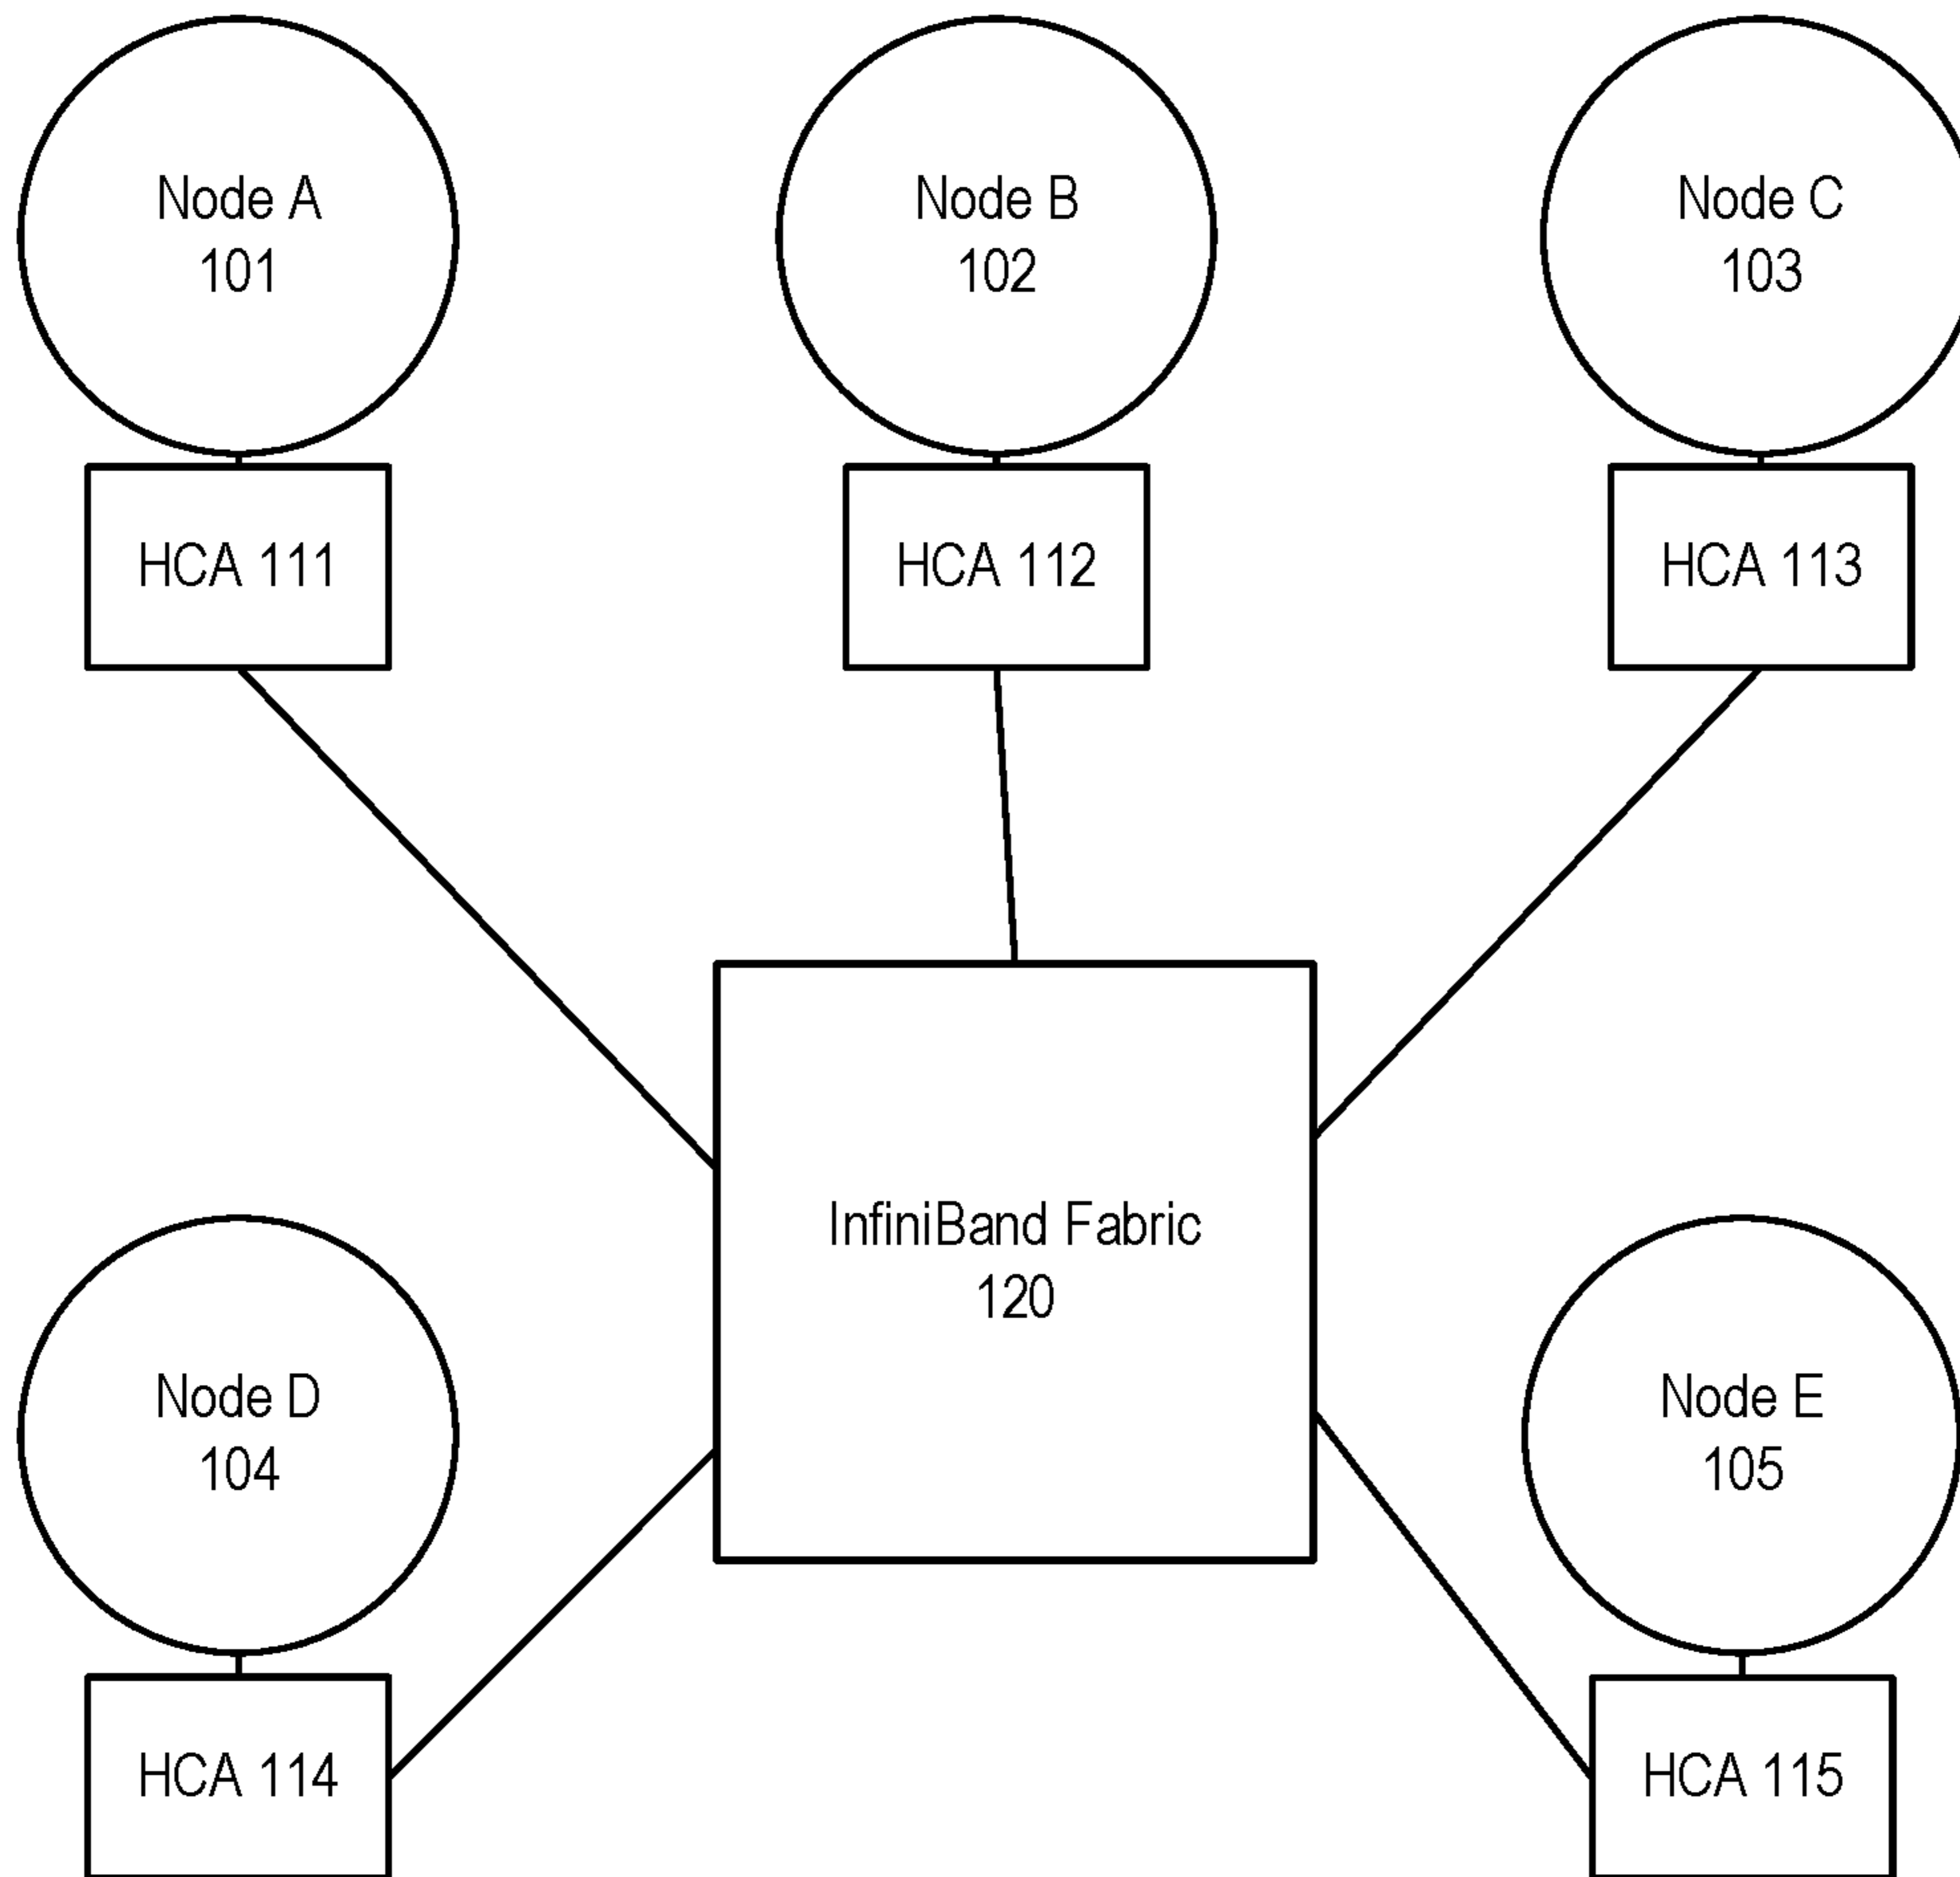 Node A
101
Node B
102
Node C
103
HCA 111
HCA 112
HCA 113
InfiniBand Fabric
120
Node D
104
Node E
105
HCA 114
HCA 115